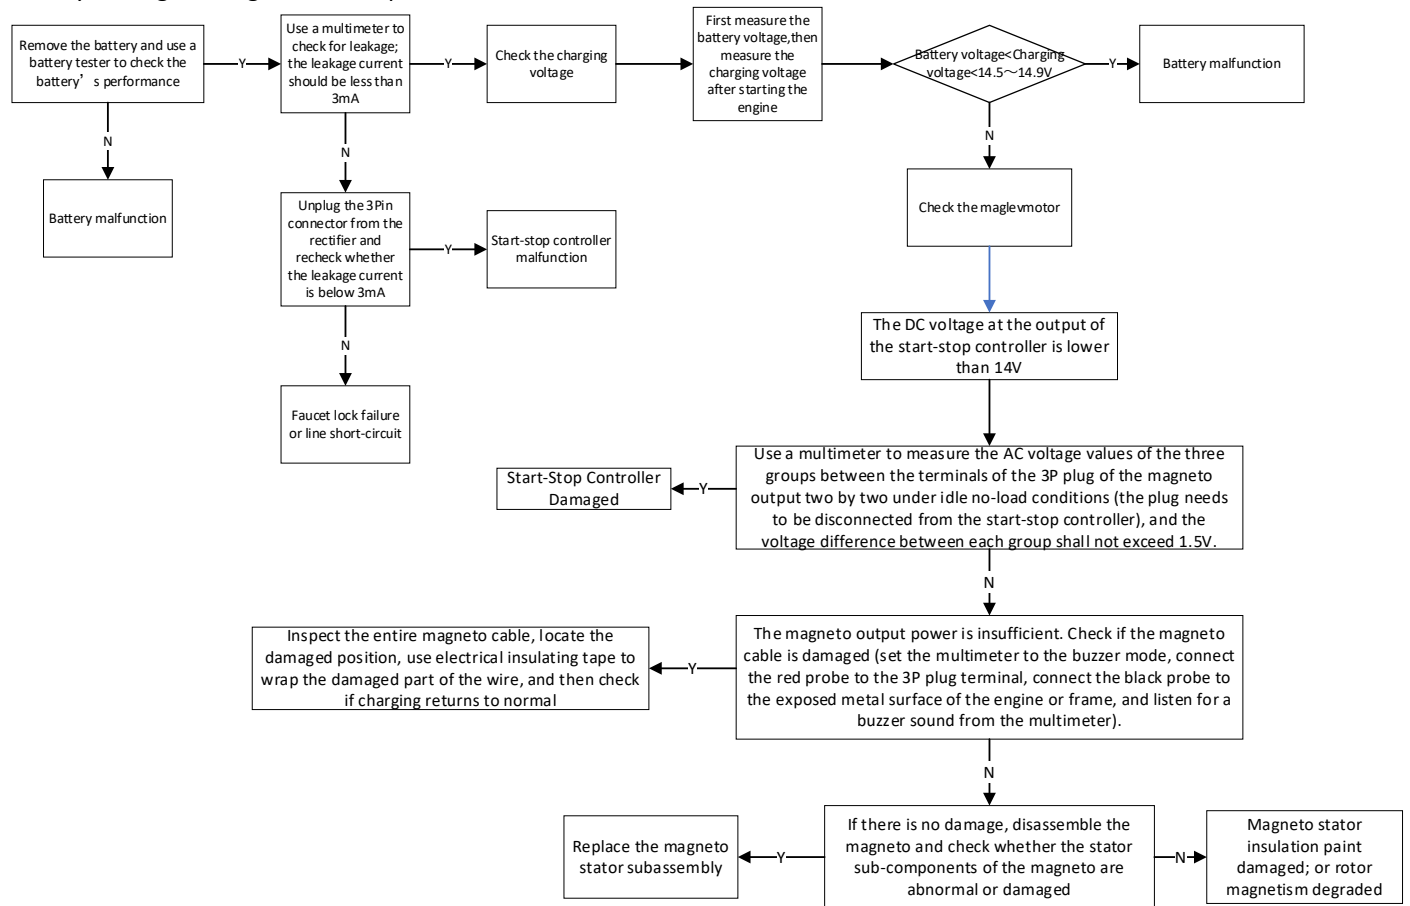 Remove the battery and use a
battery tester to check the
battery’s performance
Y
Use a multimeter to
check for leakage;
the leakage current
should be less than
3mA
Y
Check the charging
voltage
First measure the
battery voltage,then
measure the
charging voltage
after starting the
engine
Battery voltage<Charging
voltage<14.5～14.9V
Y
Battery malfunction
N
Battery malfunction
N
Unplug the 3Pin
connector from the
rectifier and
recheck whether
the leakage current
is below 3mA
Y
Start-stop controller
malfunction
N
Faucet lock failure
or line short-circuit
N
Check the maglevmotor
The DC voltage at the output of
the start-stop controller is lower
than 14V
Use a multimeter to measure the AC voltage values of the three
groups between the terminals of the 3P plug of the magneto
output two by two under idle no-load conditions (the plug needs
to be disconnected from the start-stop controller), and the
voltage difference between each group shall not exceed 1.5V.
Y
Start-Stop Controller
Damaged
N
The magneto output power is insufficient. Check if the magneto
cable is damaged (set the multimeter to the buzzer mode, connect
the red probe to the 3P plug terminal, connect the black probe to
the exposed metal surface of the engine or frame, and listen for a
buzzer sound from the multimeter).
Y
Inspect the entire magneto cable, locate the
damaged position, use electrical insulating tape to
wrap the damaged part of the wire, and then check
if charging returns to normal
N
If there is no damage, disassemble the
magneto and check whether the stator
sub-components of the magneto are
abnormal or damaged
Y
Replace the magneto
stator subassembly
N
Magneto stator
insulation paint
damaged; or rotor
magnetism degraded